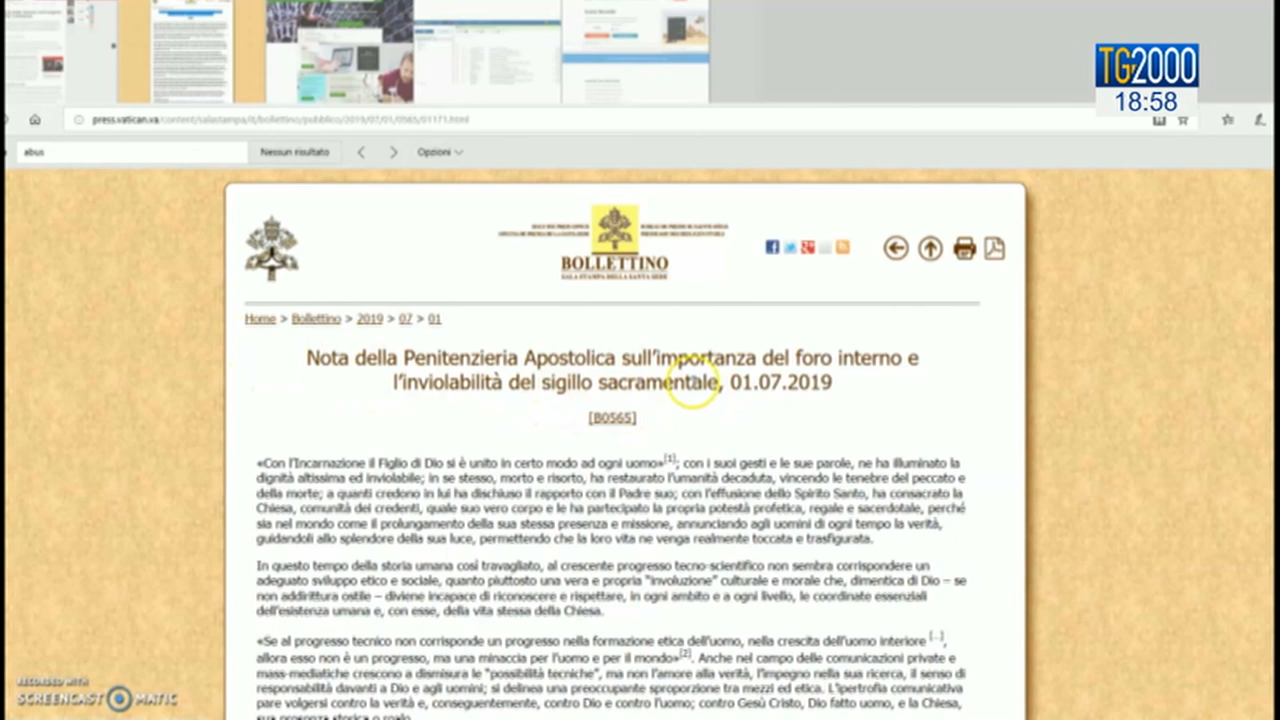 TG2000
18:58
press.vatican.va/content/salastampa/it/bollettino/pubblico/2019/07/01/0565/01171.html
abus
Nessun risultato
Opzioni
BOLLETTINO
SALA STAMPA DELLA SANTA SEDE
Home > Bollettino > 2019 > 07 > 01
Nota della Penitenzieria Apostolica sull'importanza del foro interno e
l'inviolabilità del sigillo sacramentale, 01.07.2019
[B0565]
«Con l'Incarnazione il Figlio di Dio si è unito in certo modo ad ogni uomo»[1]; con i suoi gesti e le sue parole, ne ha illuminato la
dignità altissima ed inviolabile; in se stesso, morto e risorto, ha restaurato l'umanità decaduta, vincendo le tenebre del peccato e
della morte; a quanti credono in lui ha dischiuso il rapporto con il Padre suo; con l'effusione dello Spirito Santo, ha consacrato la
Chiesa, comunità dei credenti, quale suo vero corpo e le ha partecipato la propria potestà profetica, regale e sacerdotale, perché
sia nel mondo come il prolungamento della sua stessa presenza e missione, annunciando agli uomini di ogni tempo la verità,
guidandoli allo splendore della sua luce, permettendo che la loro vita ne venga realmente toccata e trasfigurata.
In questo tempo della storia umana così travagliato, al crescente progresso tecno-scientifico non sembra corrispondere un
adeguato sviluppo etico e sociale, quanto piuttosto una vera e propria "involuzione" culturale e morale che, dimentica di Dio – se
non addirittura ostile – diviene incapace di riconoscere e rispettare, in ogni ambito e a ogni livello, le coordinate essenziali
dell'esistenza umana e, con esse, della vita stessa della Chiesa.
«Se al progresso tecnico non corrisponde un progresso nella formazione etica dell'uomo, nella crescita dell'uomo interiore [...],
allora esso non è un progresso, ma una minaccia per l'uomo e per il mondo»[2]. Anche nel campo delle comunicazioni private e
mass-mediatiche crescono a dismisura le "possibilità tecniche", ma non l'amore alla verità, l'impegno nella sua ricerca, il senso di
responsabilità davanti a Dio e agli uomini; si delinea una preoccupante sproporzione tra mezzi ed etica. L'ipertrofia comunicativa
pare volgersi contro la verità e, conseguentemente, contro Dio e contro l'uomo; contro Gesù Cristo, Dio fatto uomo, e la Chiesa,
sua presenza storica e reale.
RECORDED WITH
SCREENCAST MATIC